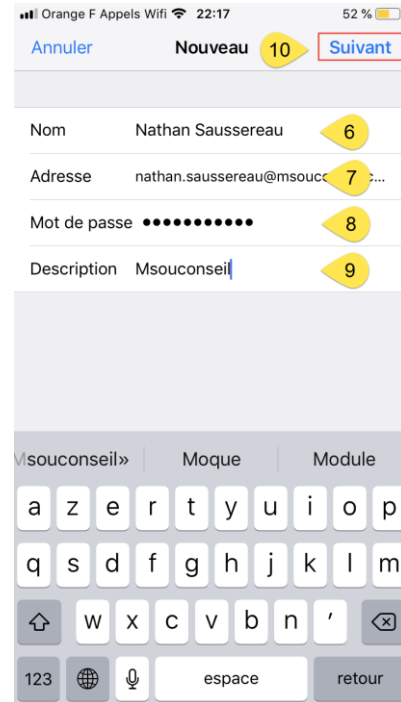 Orange F Appels Wifi 22:17 52 %
Annuler Nouveau 10 Suivant
Nom Nathan Saussereau 6
Adresse nathan.saussereau@msouc 7 ...
Mot de passe ●●●●●●●●●●● 8
Description Msouconseil 9
Msouconseil» Moque Module
a z e r t y u i o p
q s d f g h j k l m
w x c v b n ’
123 espace retour